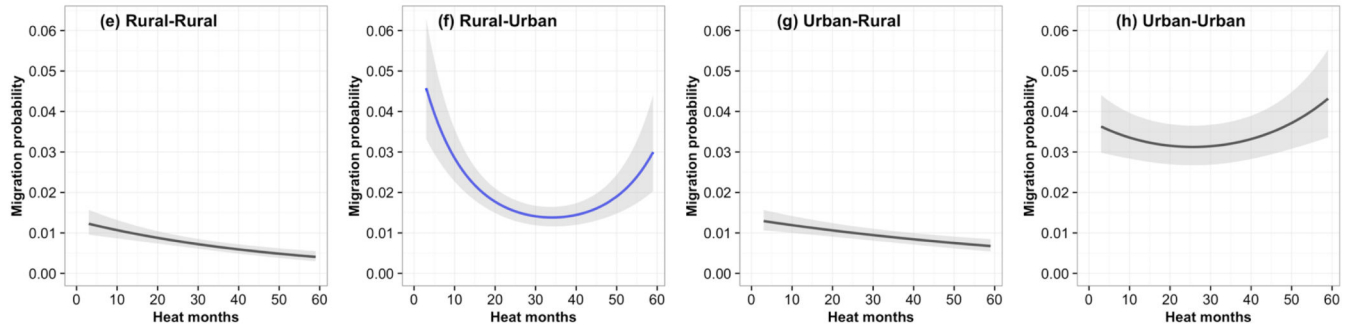 (e) Rural-Rural
Migration probability
0.06
0.05
0.04
0.03
0.02
0.01
0.00
0 10 20 30 40 50 60
Heat months
(f) Rural-Urban
Migration probability
0.06
0.05
0.04
0.03
0.02
0.01
0.00
0 10 20 30 40 50 60
Heat months
(g) Urban-Rural
Migration probability
0.06
0.05
0.04
0.03
0.02
0.01
0.00
0 10 20 30 40 50 60
Heat months
(h) Urban-Urban
Migration probability
0.06
0.05
0.04
0.03
0.02
0.01
0.00
0 10 20 30 40 50 60
Heat months